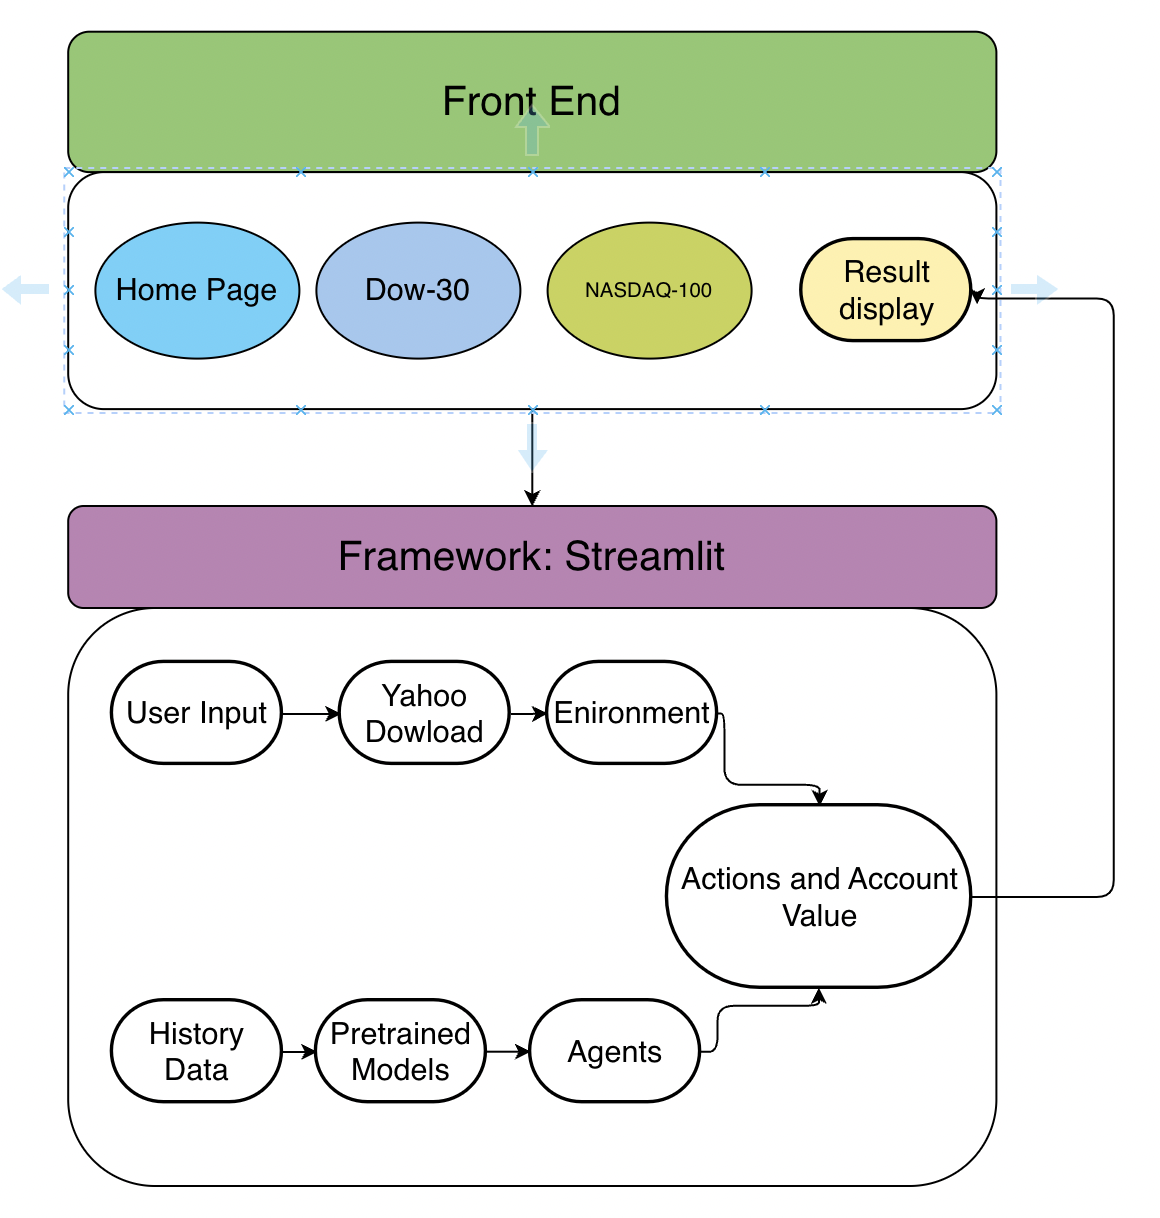 Front End
Home Page
Dow-30
NASDAQ-100
Result
display
Framework: Streamlit
User Input
Yahoo
Dowload
Enironment
Actions and Account
Value
History
Data
Pretrained
Models
Agents